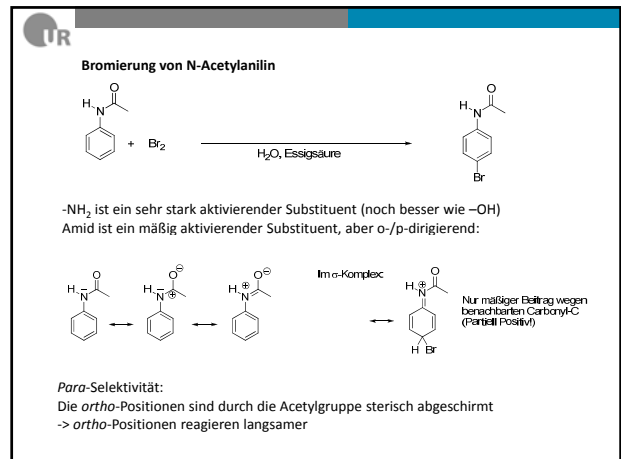 UR
Bromierung von N-Acetylanilin
O
H N
+ Br₂
H₂O, Essigsäure
O
H N
Br
-NH₂ ist ein sehr stark aktivierender Substituent (noch besser wie –OH)
Amid ist ein mäßig aktivierender Substituent, aber o-/p-dirigierend:
H N O
H N ⊕ O ⊖
H N ⊕ O ⊖
Im σ-Komplex:
H N ⊕ O
H Br
Nur mäßiger Beitrag wegen
benachbarten Carbonyl-C
(Partiell Positiv!)
Para-Selektivität:
Die ortho-Positionen sind durch die Acetylgruppe sterisch abgeschirmt
-> ortho-Positionen reagieren langsamer